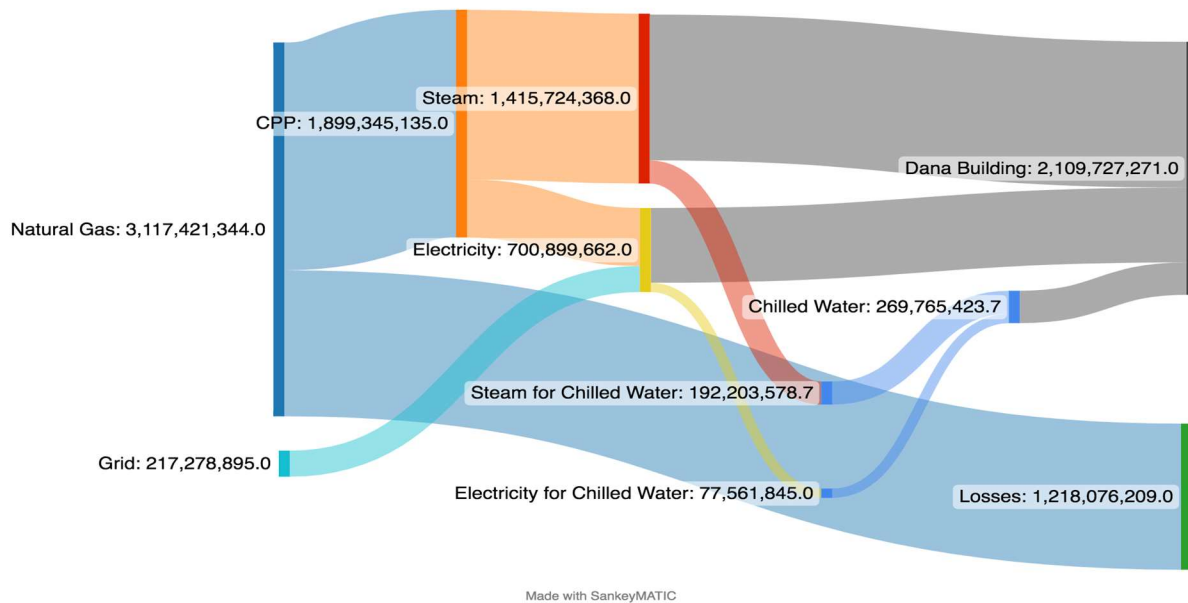 Steam: 1,415,724,368.0
CPP: 1,899,345,135.0
Dana Building: 2,109,727,271.0
Natural Gas: 3,117,421,344.0
Electricity: 700,899,662.0
Chilled Water: 269,765,423.7
Steam for Chilled Water: 192,203,578.7
Grid: 217,278,895.0
Electricity for Chilled Water: 77,561,845.0
Losses: 1,218,076,209.0
Made with SankeyMATIC